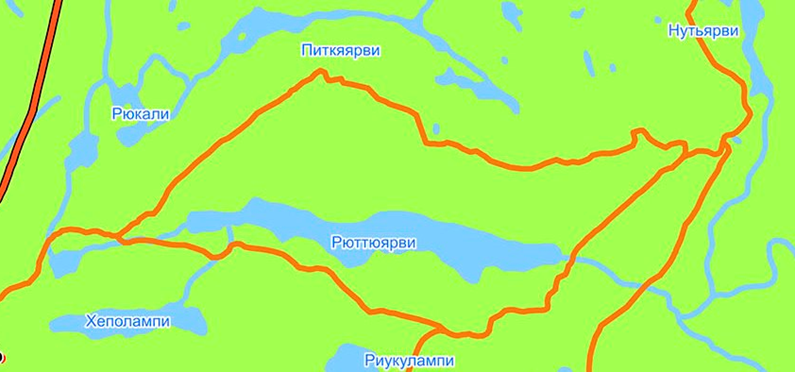 Нутьярви
Питкяярви
Рюкали
Рюттюярви
Хеполампи
Риукулампи